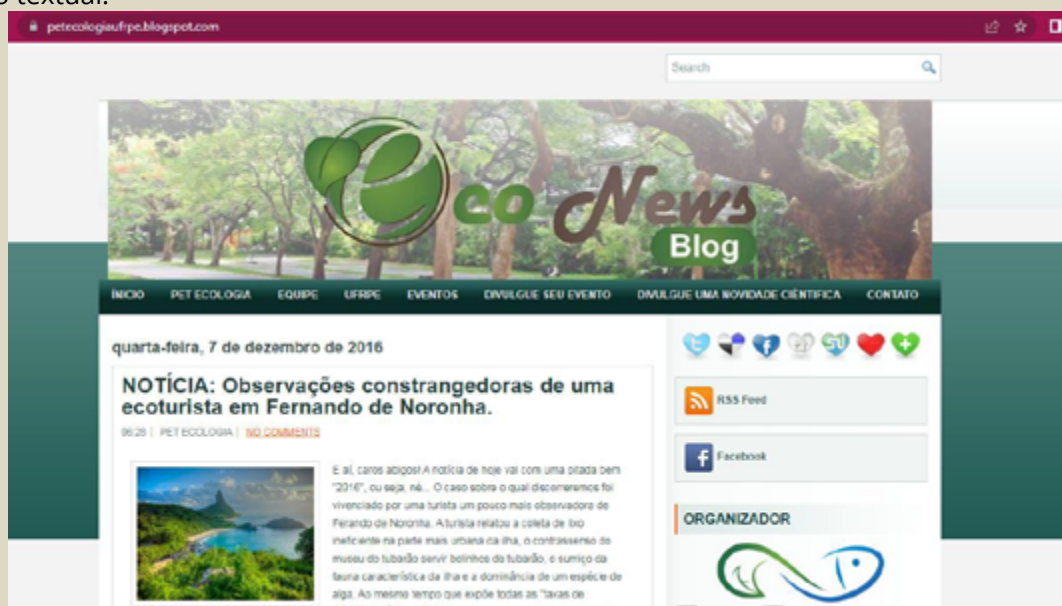 o textual.
petecologiaufrpe.blogspot.com
Search
eco News
Blog
ÍNICIO PET ECOLOGIA EQUIPE UFRPE EVENTOS DIVULGUE SEU EVENTO DIVULGUE UMA NOVIDADE CIÊNTIFICA CONTATO
quarta-feira, 7 de dezembro de 2016
NOTÍCIA: Observações constrangedoras de uma
ecoturista em Fernando de Noronha.
06:28 | PET ECOLOGIA | NO COMMENTS
E aí, caros abiços! A notícia de hoje vai com uma pitada bem
"2016", ou seja, né... O caso sobre o qual discorreremos foi
vivenciado por uma turista um pouco mais observadora de
Ferando de Noronha. A turista relatou a coleta de lixo
ineficiente na parte mais urbana da ilha, o contrassenso do
museu do tubarão servir bolinhos de tubarão, o sumiço da
fauna característica da ilha e a dominância de um espécie de
alga. Ao mesmo tempo que expõe todas as "taxas de
RSS Feed
Facebook
ORGANIZADOR